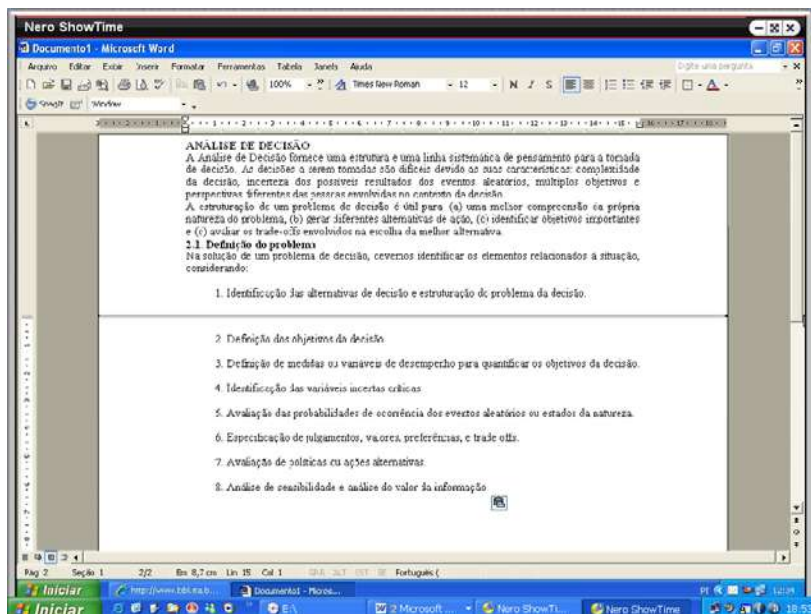 Nero ShowTime
Documento1 - Microsoft Word
Arquivo Editar Exibir Inserir Formatar Ferramentas Tabela Janela Ajuda Digite uma pergunta
100% Times New Roman 12 N I S
SnagIt Window
ANÁLISE DE DECISÃO
A Análise de Decisão fornece uma estrutura e uma linha sistemática de pensamento para a tomada
de decisão. As decisões a serem tomadas são difíceis devido as suas características: complexidade
da decisão, incerteza dos possíveis resultados dos eventos aleatórios, múltiplos objetivos e
perspectivas diferentes das pessoas envolvidas no contexto da decisão.
A estruturação de um problema de decisão é útil para: (a) uma melhor compreensão da própria
natureza do problema, (b) gerar diferentes alternativas de ação, (c) identificar objetivos importantes
e (c) avaliar os trade-offs envolvidos na escolha da melhor alternativa.
2.1. Definição do problema
Na solução de um problema de decisão, devemos identificar os elementos relacionados a situação,
considerando:
1. Identificação das alternativas de decisão e estruturação do problema da decisão.
2. Definição dos objetivos da decisão
3. Definição de medidas ou variáveis de desempenho para quantificar os objetivos da decisão.
4. Identificação das variáveis incertas críticas
5. Avaliação das probabilidades de ocorrência dos eventos aleatórios ou estados da natureza.
6. Especificação de julgamentos, valores, preferências, e trade offs.
7. Avaliação de políticas ou ações alternativas
8. Análise de sensibilidade e análise do valor da informação
Pág 2 Seção 1 2/2 Em 8,7 cm Lin 15 Col 1 Português (
Iniciar Documento1 - Micros... PT 12:39
Iniciar E:\ 2 Microsoft ... Nero ShowTi... Nero ShowTime